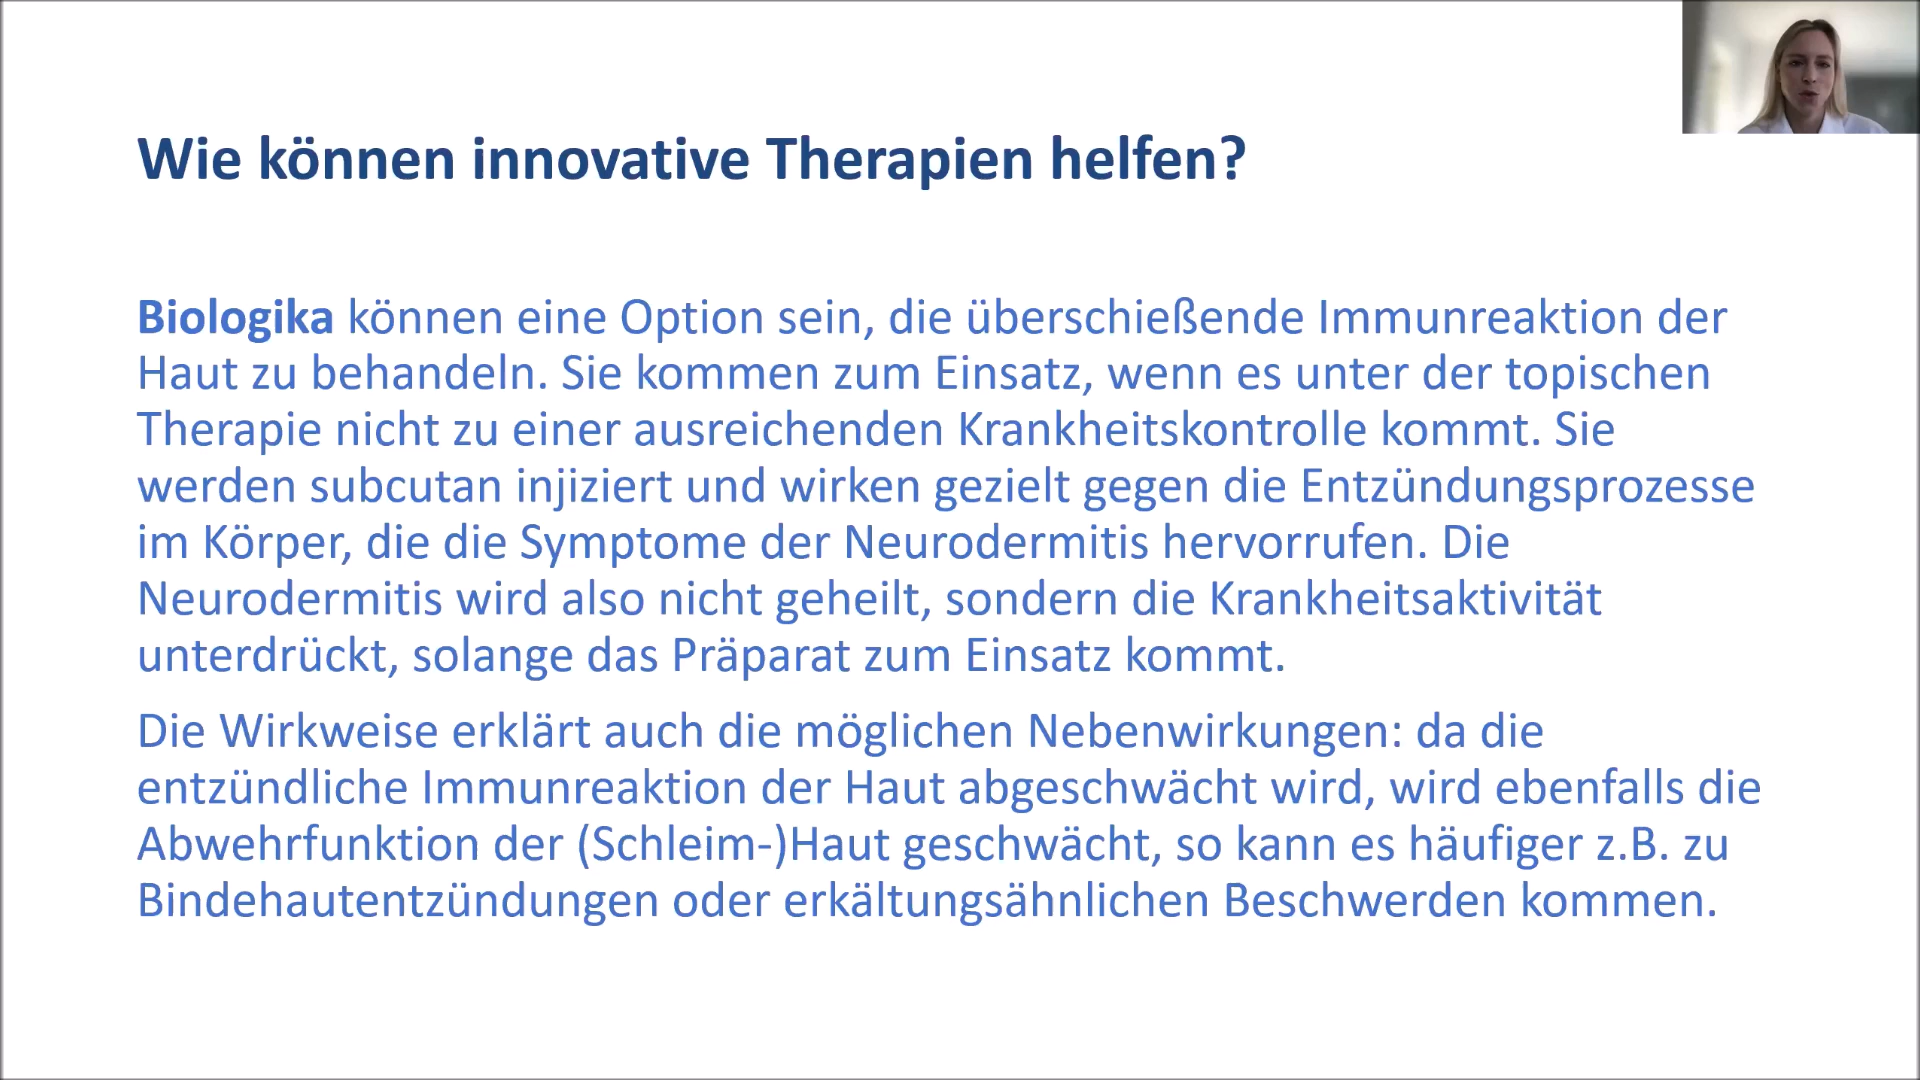 Wie können innovative Therapien helfen?
Biologika können eine Option sein, die überschießende Immunreaktion der
Haut zu behandeln. Sie kommen zum Einsatz, wenn es unter der topischen
Therapie nicht zu einer ausreichenden Krankheitskontrolle kommt. Sie
werden subcutan injiziert und wirken gezielt gegen die Entzündungsprozesse
im Körper, die die Symptome der Neurodermitis hervorrufen. Die
Neurodermitis wird also nicht geheilt, sondern die Krankheitsaktivität
unterdrückt, solange das Präparat zum Einsatz kommt.
Die Wirkweise erklärt auch die möglichen Nebenwirkungen: da die
entzündliche Immunreaktion der Haut abgeschwächt wird, wird ebenfalls die
Abwehrfunktion der (Schleim-)Haut geschwächt, so kann es häufiger z.B. zu
Bindehautentzündungen oder erkältungsähnlichen Beschwerden kommen.